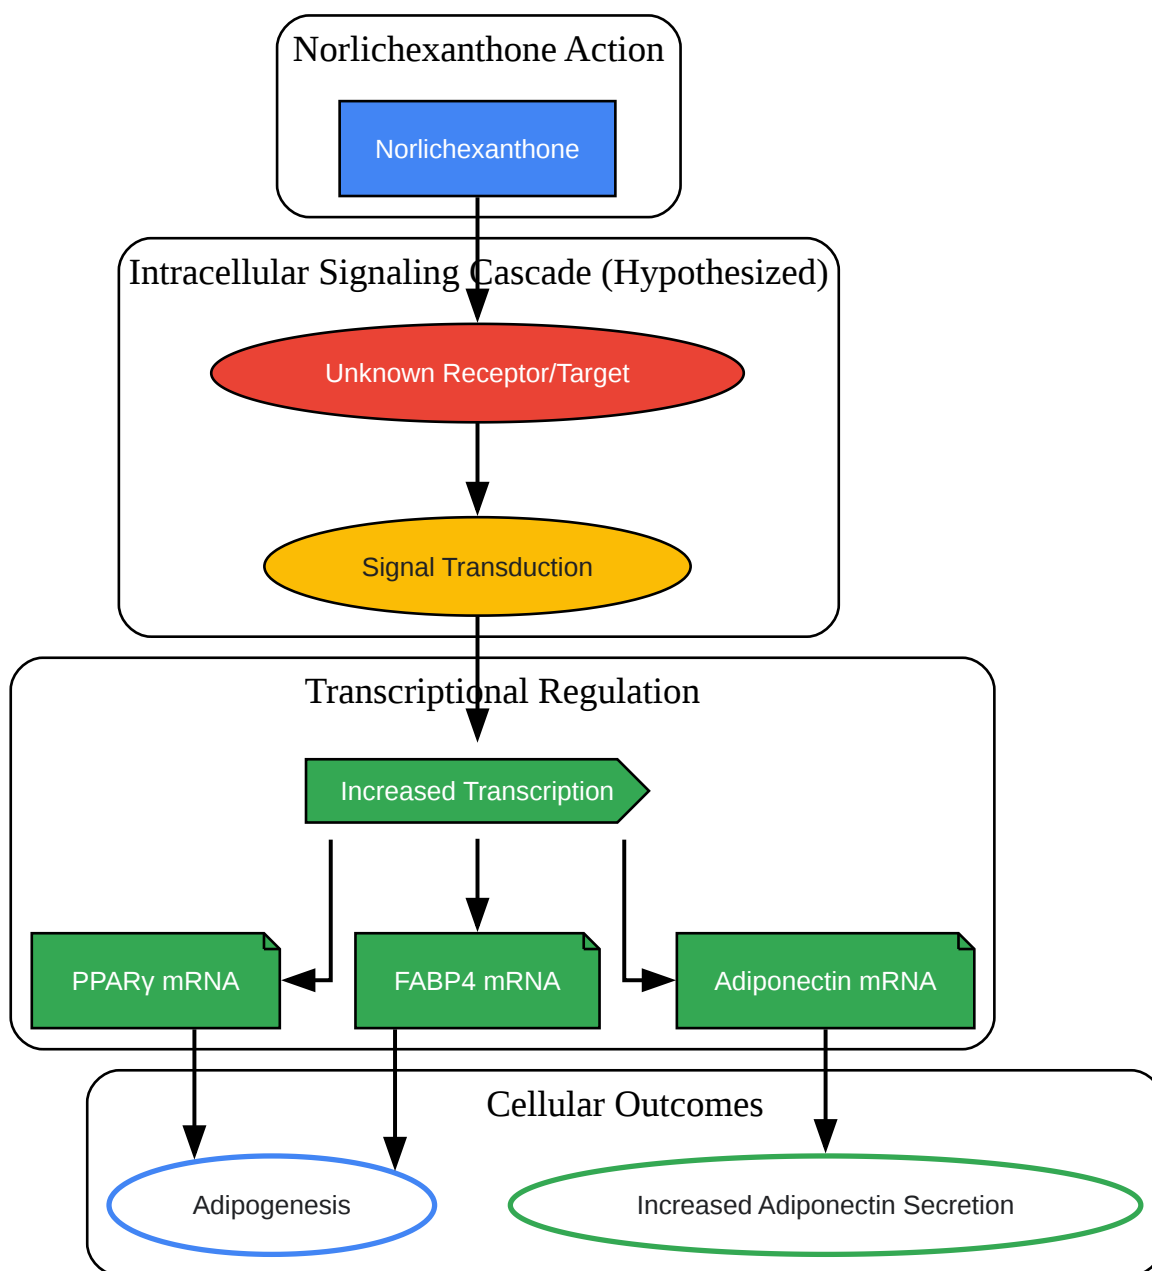 Norlichexanthone Action
Norlichexanthone
Intracellular Signaling Cascade (Hypothesized)
Unknown Receptor/Target
Signal Transduction
Transcriptional Regulation
Increased Transcription
PPARγ mRNA
FABP4 mRNA
Adiponectin mRNA
Cellular Outcomes
Adipogenesis
Increased Adiponectin Secretion